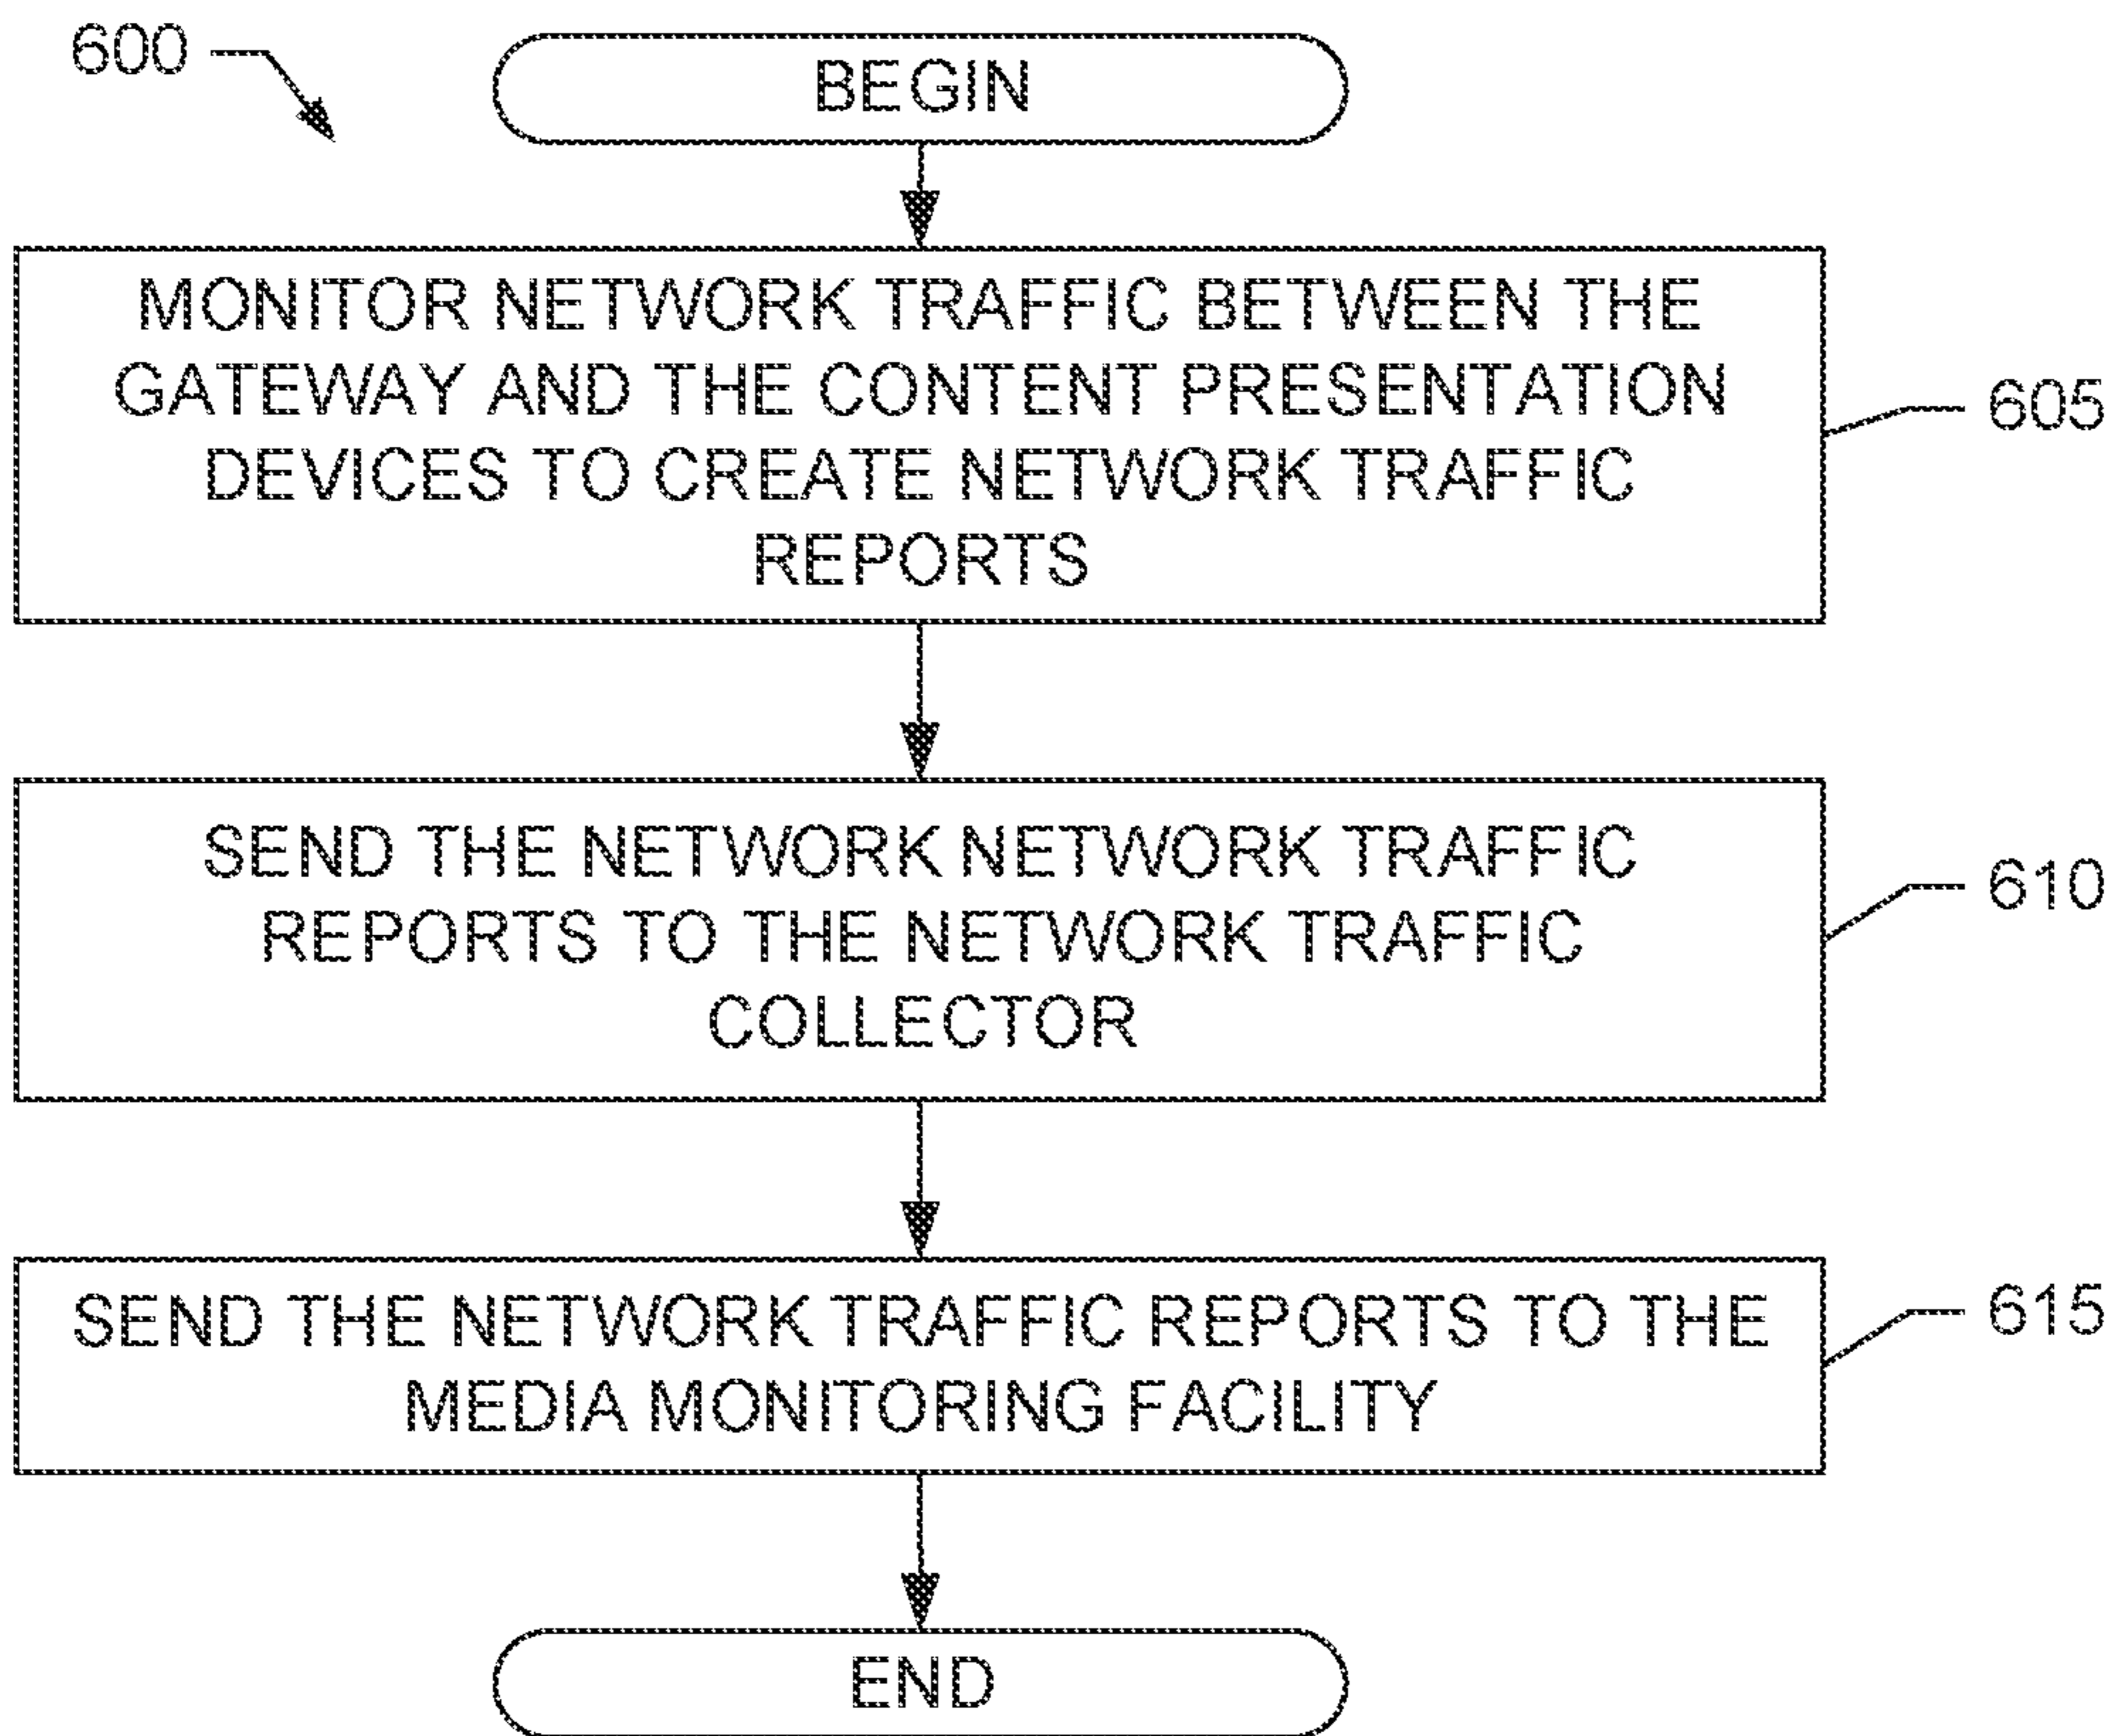 600
BEGIN
MONITOR NETWORK TRAFFIC BETWEEN THE
GATEWAY AND THE CONTENT PRESENTATION
DEVICES TO CREATE NETWORK TRAFFIC
REPORTS
605
SEND THE NETWORK NETWORK TRAFFIC
REPORTS TO THE NETWORK TRAFFIC
COLLECTOR
610
SEND THE NETWORK TRAFFIC REPORTS TO THE
MEDIA MONITORING FACILITY
615
END